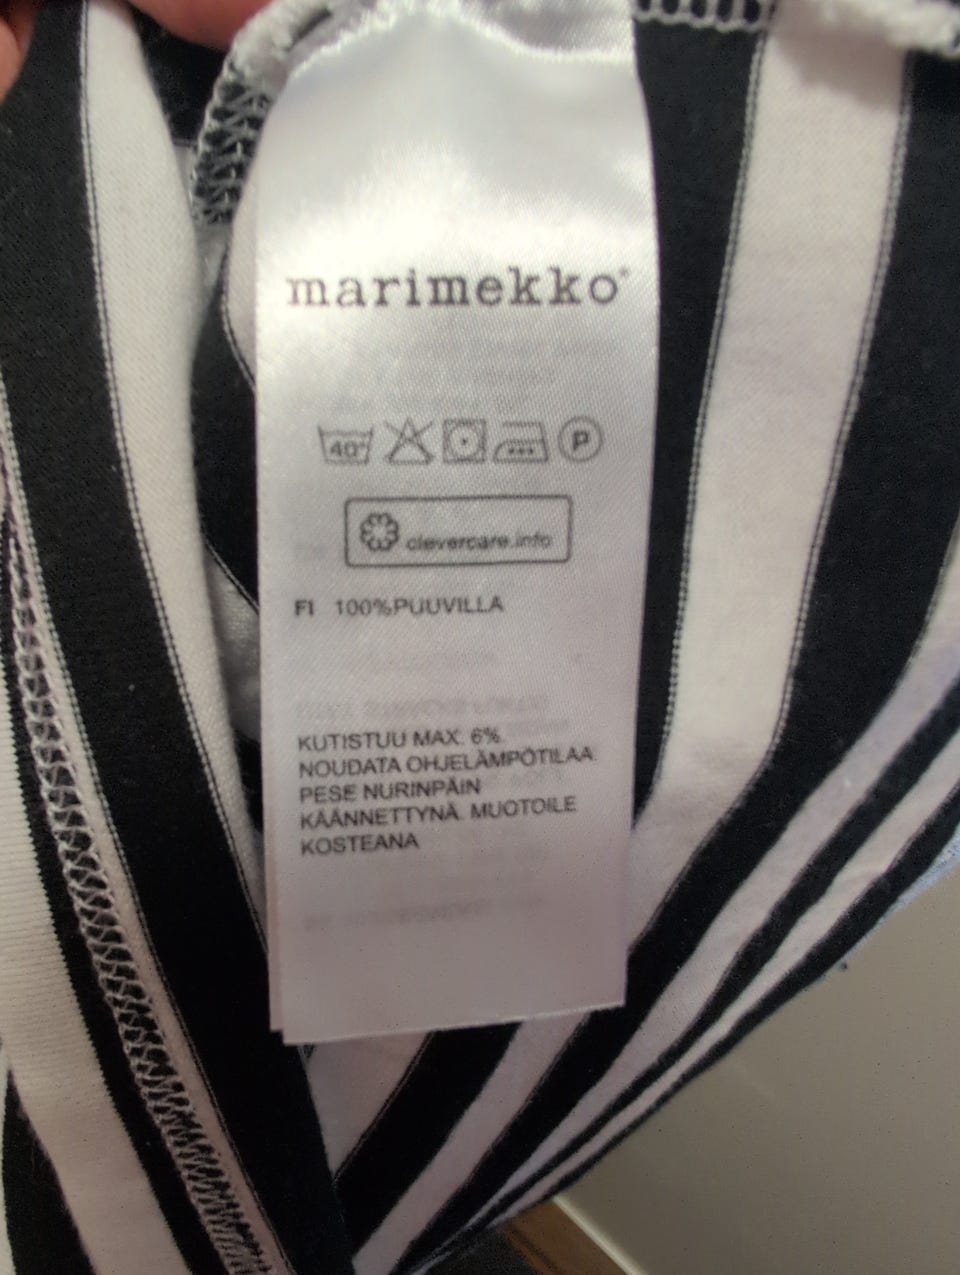 marimekko®
40° P
clevercare.info
FI 100%PUUVILLA
KUTISTUU MAX. 6%.
NOUDATA OHJELÄMPÖTILAA.
PESE NURINPÄIN
KÄÄNNETTYNÄ. MUOTOILE
KOSTEANA